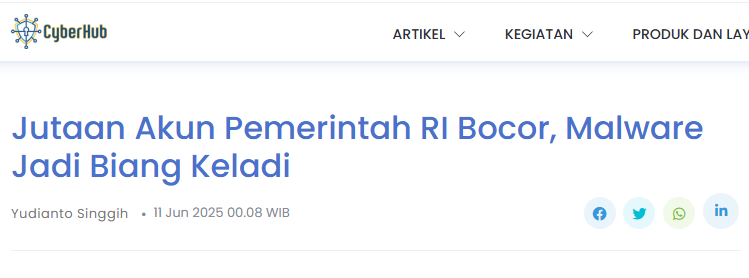 CyberHub
ARTIKEL
KEGIATAN
PRODUK DAN LAY
Jutaan Akun Pemerintah RI Bocor, Malware
Jadi Biang Keladi
Yudianto Singgih • 11 Jun 2025 00.08 WIB